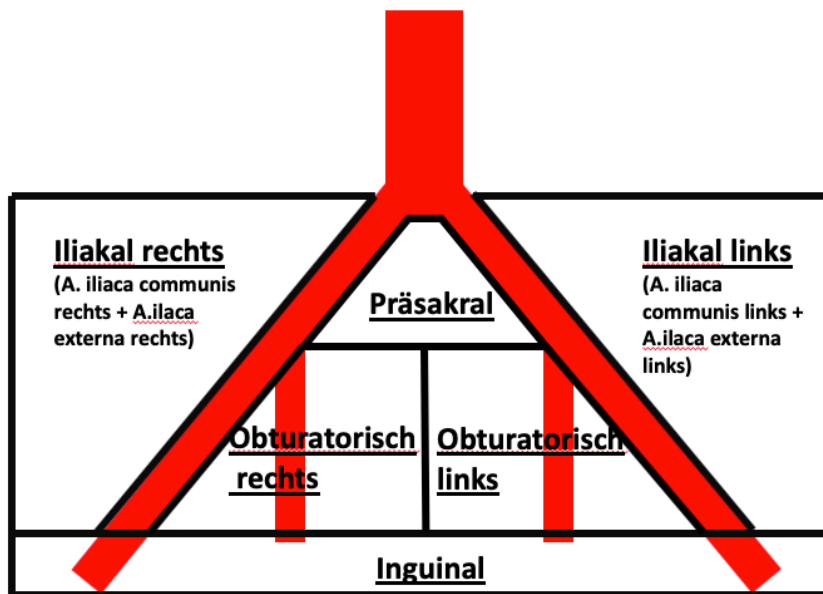 Iliakal rechts
(A. iliaca communis
rechts + A.ilaca
externa rechts)
Iliakal links
(A. iliaca
communis links +
A.ilaca externa
links)
Präsakral
Obturatorisch
rechts
Obturatorisch
links
Inguinal